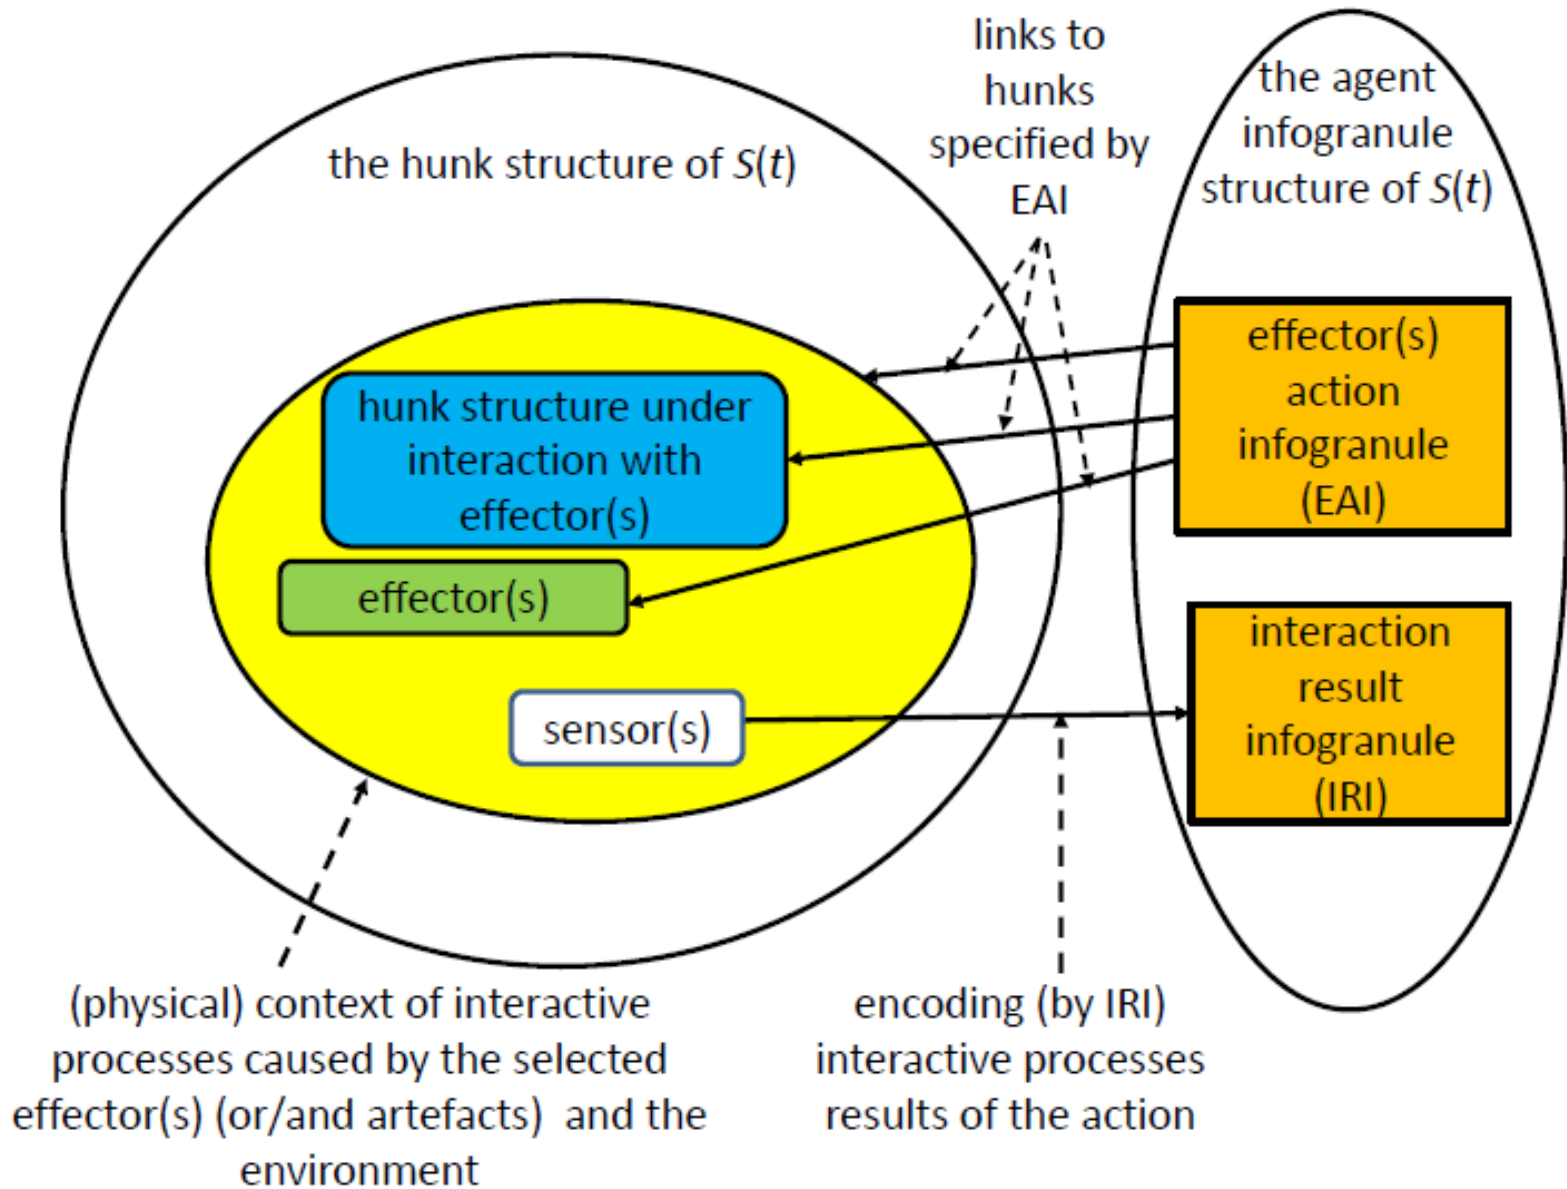 links to
hunks
specified by
EAI
the agent
infogranule
structure of S(t)
the hunk structure of S(t)
effector(s)
action
infogranule
(EAI)
hunk structure under
interaction with
effector(s)
effector(s)
sensor(s)
interaction
result
infogranule
(IRI)
(physical) context of interactive
processes caused by the selected
effector(s) (or/and artefacts) and the
environment
encoding (by IRI)
interactive processes
results of the action